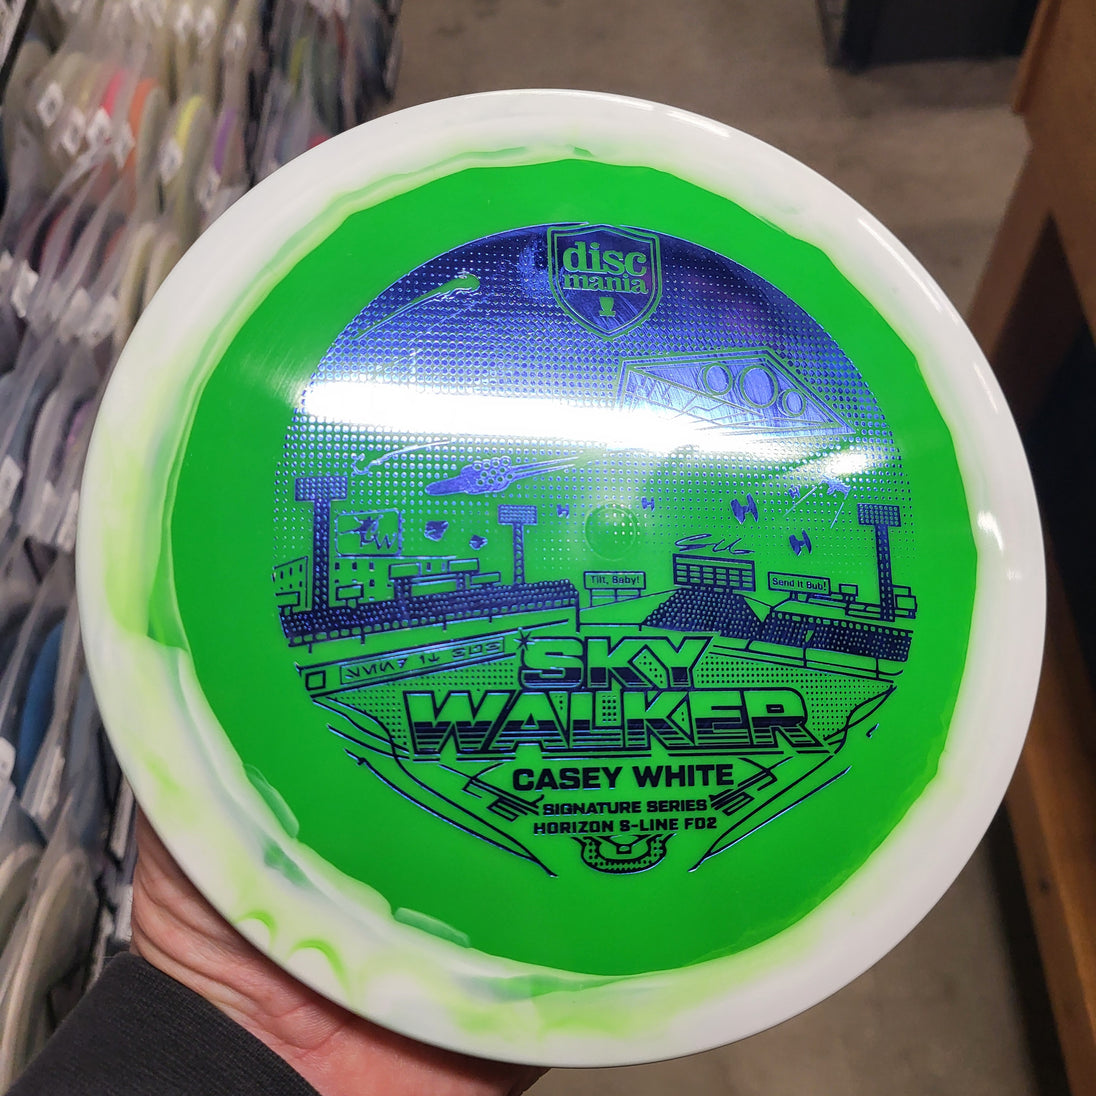 disc
mania
Tilt, Baby!
Send It Bub!
SKY
WALKER
CASEY WHITE
SIGNATURE SERIES
HORIZON S-LINE FD2